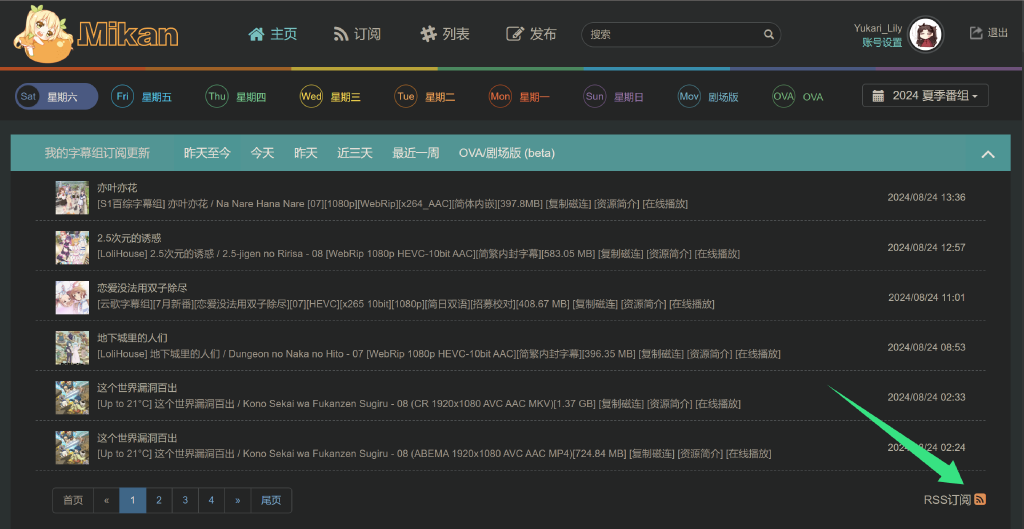 Mikan
主页
订阅
列表
发布
搜索
Yukari_Lily
账号设置
退出
Sat 星期六
Fri 星期五
Thu 星期四
Wed 星期三
Tue 星期二
Mon 星期一
Sun 星期日
Mov 剧场版
OVA OVA
2024 夏季番组
我的字幕组订阅更新 昨天至今 今天 昨天 近三天 最近一周 OVA/剧场版 (beta)
亦叶亦花
[S1百综字幕组] 亦叶亦花 / Na Nare Hana Nare [07][1080p][WebRip][x264_AAC][简体内嵌][397.8MB] [复制磁连] [资源简介] [在线播放]
2024/08/24 13:36
2.5次元的诱惑
[LoliHouse] 2.5次元的诱惑 / 2.5-jigen no Ririsa - 08 [WebRip 1080p HEVC-10bit AAC][简繁内封字幕][583.05 MB] [复制磁连] [资源简介] [在线播放]
2024/08/24 12:57
恋爱没法用双子除尽
[云歌字幕组][7月新番][恋爱没法用双子除尽][07][HEVC][x265 10bit][1080p][简日双语][招募校对][408.67 MB] [复制磁连] [资源简介] [在线播放]
2024/08/24 11:01
地下城里的人们
[LoliHouse] 地下城里的人们 / Dungeon no Naka no Hito - 07 [WebRip 1080p HEVC-10bit AAC][简繁内封字幕][396.35 MB] [复制磁连] [资源简介] [在线播放]
2024/08/24 08:53
这个世界漏洞百出
[Up to 21°C] 这个世界漏洞百出 / Kono Sekai wa Fukanzen Sugiru - 08 (CR 1920x1080 AVC AAC MKV)[1.37 GB] [复制磁连] [资源简介] [在线播放]
2024/08/24 02:33
这个世界漏洞百出
[Up to 21°C] 这个世界漏洞百出 / Kono Sekai wa Fukanzen Sugiru - 08 (ABEMA 1920x1080 AVC AAC MP4)[724.84 MB] [复制磁连] [资源简介] [在线播放]
2024/08/24 02:24
首页 « 1 2 3 4 » 尾页
RSS订阅